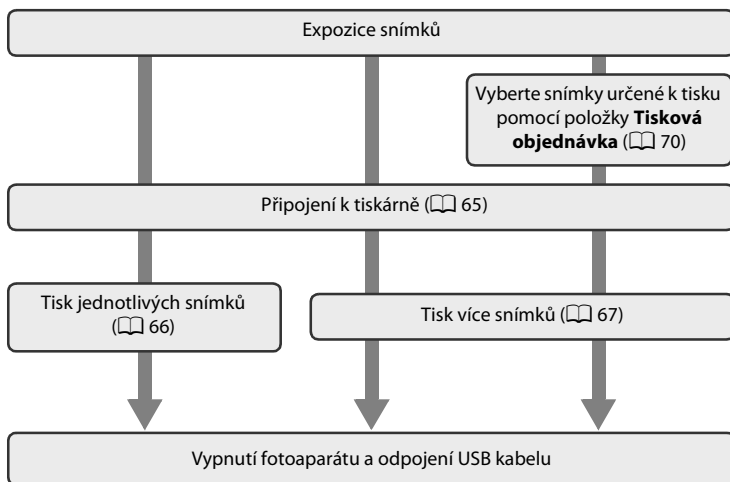 Expozice snímků
Vyberte snímky určené k tisku
pomocí položky Tisková
objednávka (📖 70)
Připojení k tiskárně (📖 65)
Tisk jednotlivých snímků
(📖 66)
Tisk více snímků (📖 67)
Vypnutí fotoaparátu a odpojení USB kabelu